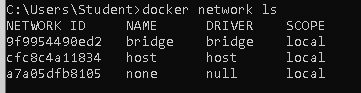 C:\Users\Student>docker network ls
NETWORK ID     NAME      DRIVER    SCOPE
9f9954490ed2   bridge    bridge    local
cfc8c4a11834   host      host      local
a7a05dfb8105   none      null      local